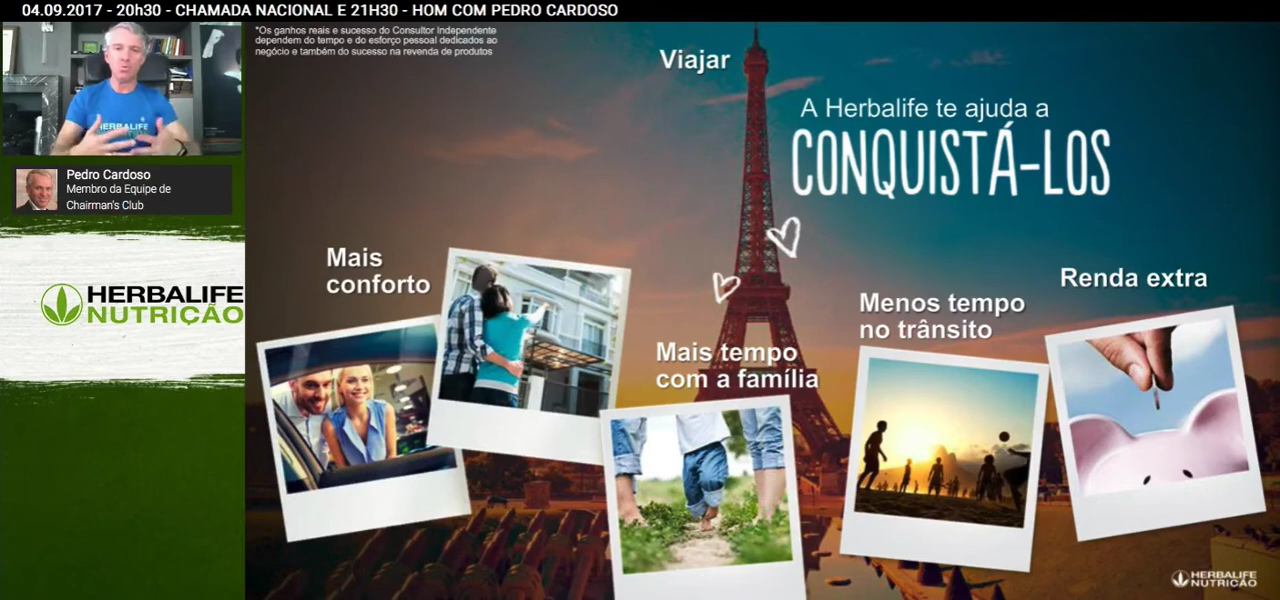 04.09.2017 - 20h30 - CHAMADA NACIONAL E 21H30 - HOM COM PEDRO CARDOSO
*Os ganhos reais e sucesso do Consultor Independente
dependem do tempo e do esforço pessoal dedicados ao
negócio e também do sucesso na revenda de produtos
HERBALIFE
Pedro Cardoso
Membro da Equipe de
Chairman's Club
HERBALIFE
NUTRIÇÃO
Viajar
A Herbalife te ajuda a
CONQUISTÁ-LOS
Mais
conforto
Mais tempo
com a família
Menos tempo
no trânsito
Renda extra
HERBALIFE
NUTRIÇÃO